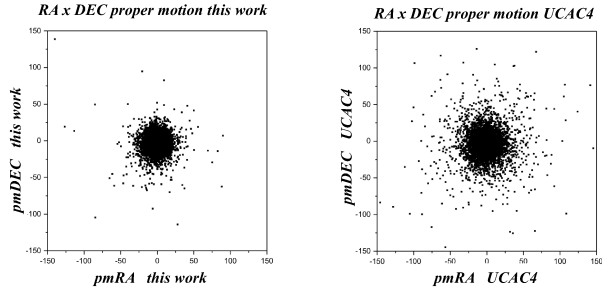 RA x DEC proper motion this work
RA x DEC proper motion UCAC4
150
100
50
0
-50
-100
-150
-150 -100 -50 0 50 100 150
pmDEC this work
pmRA this work
150
100
50
0
-50
-100
-150
-150 -100 -50 0 50 100 150
pmDEC UCAC4
pmRA UCAC4